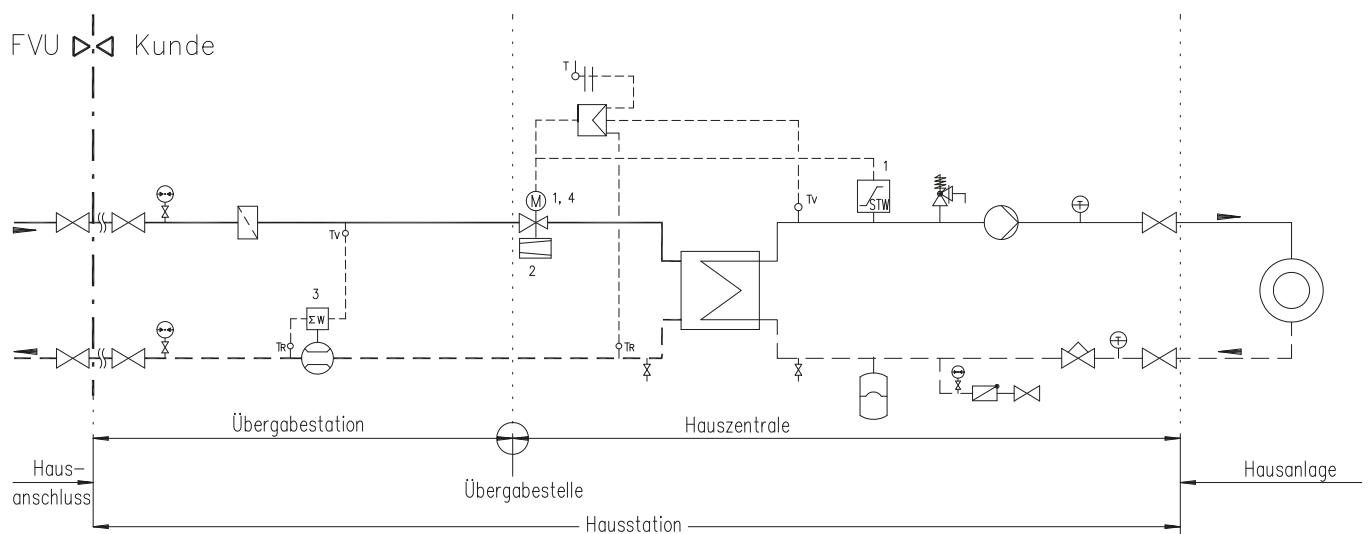 FVU Kunde
T
1
M 1, 4
STW
Tv
Tv
2
3
ΣW
TR
TR
T
T
Übergabestation
Hauszentrale
Haus-
anschluss
Übergabestelle
Hausanlage
Hausstation